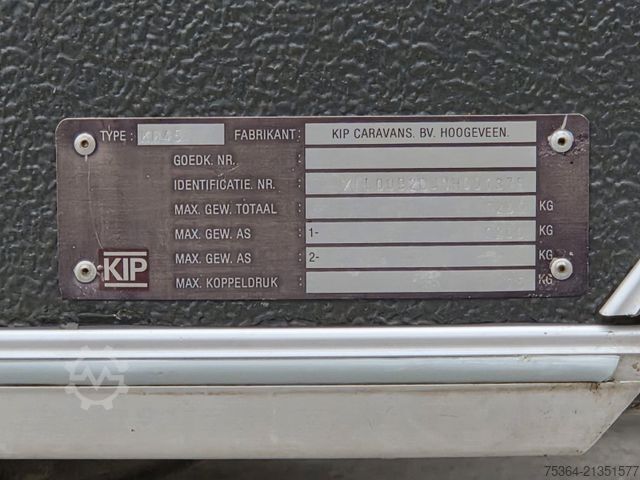 TYPE : FABRIKANT : KIP CARAVANS. BV. HOOGEVEEN.
GOEDK. NR.
IDENTIFICATIE. NR.
MAX. GEW. TOTAAL KG
MAX. GEW. AS 1- KG
MAX. GEW. AS 2- KG
MAX. KOPPELDRUK : KG
KIP
75364-21351577